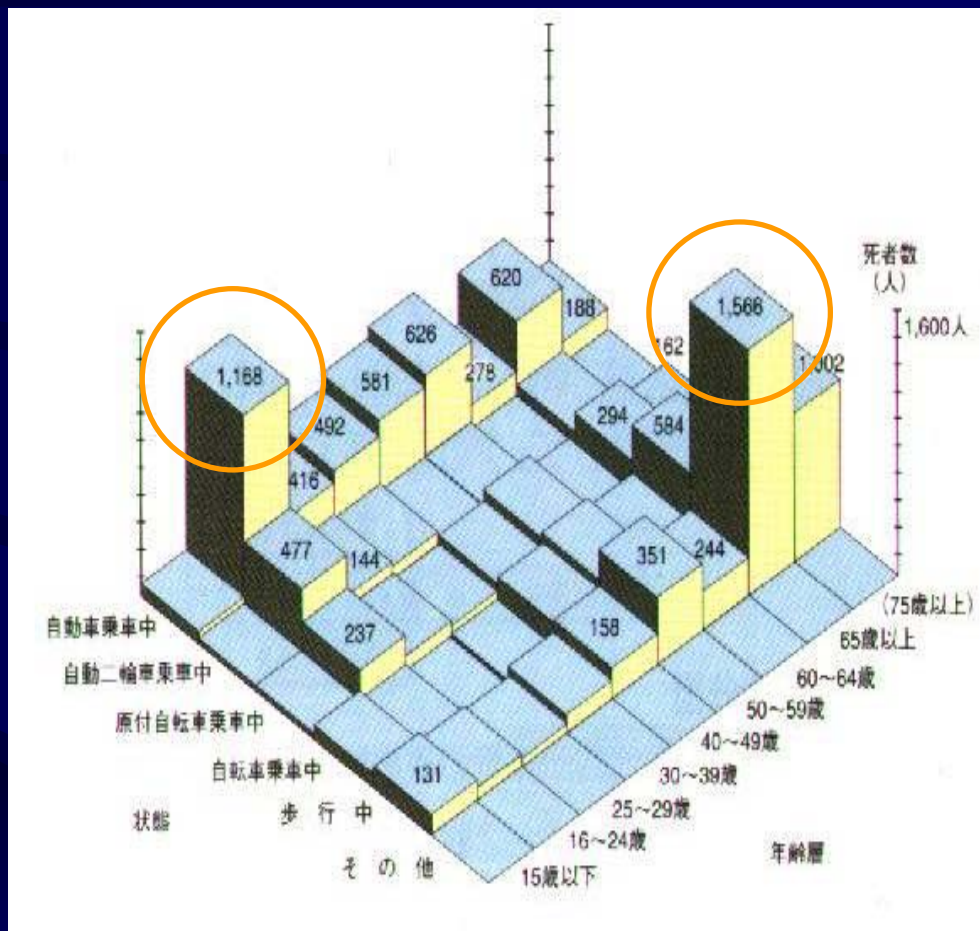 死者数
(人)
1,600人
620
188
1,566
626
162
1,168
581
278
1,002
492
294
584
416
477
144
351
244
237
158
131
自動車乗車中
自動二輪車乗車中
原付自転車乗車中
自転車乗車中
歩行中
その他
状態
(75歳以上)
65歳以上
60～64歳
50～59歳
40～49歳
30～39歳
25～29歳
16～24歳
15歳以下
年齢層